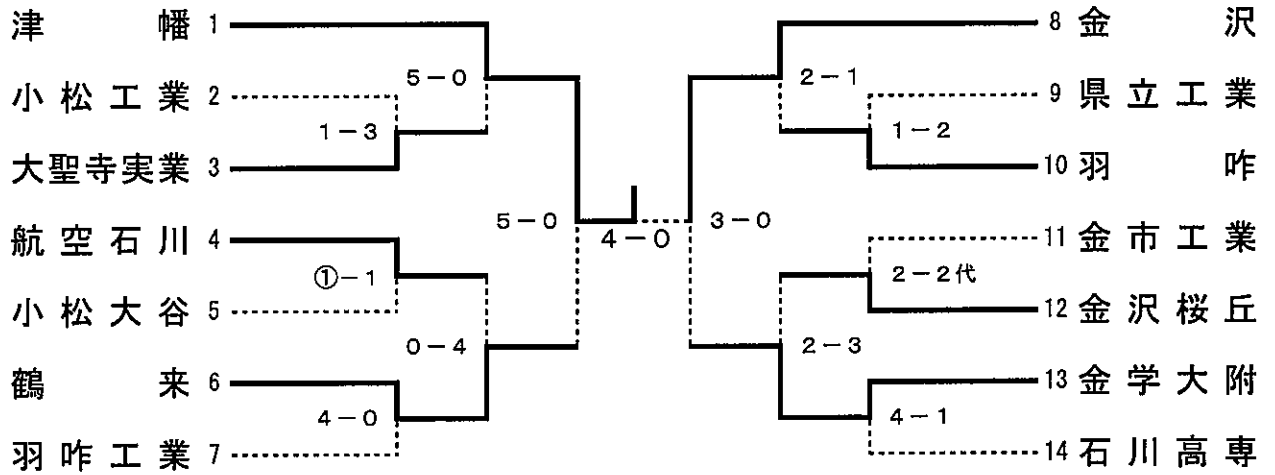 津幡 1
5-0
小松工業 2
1-3
大聖寺実業 3
5-0
航空石川 4
①-1
小松大谷 5
0-4
鶴来 6
4-0
羽咋工業 7
4-0
8 金沢
2-1
9 県立工業
1-2
10 羽咋
3-0
11 金市工業
2-2代
12 金沢桜丘
2-3
13 金学大附
4-1
14 石川高専